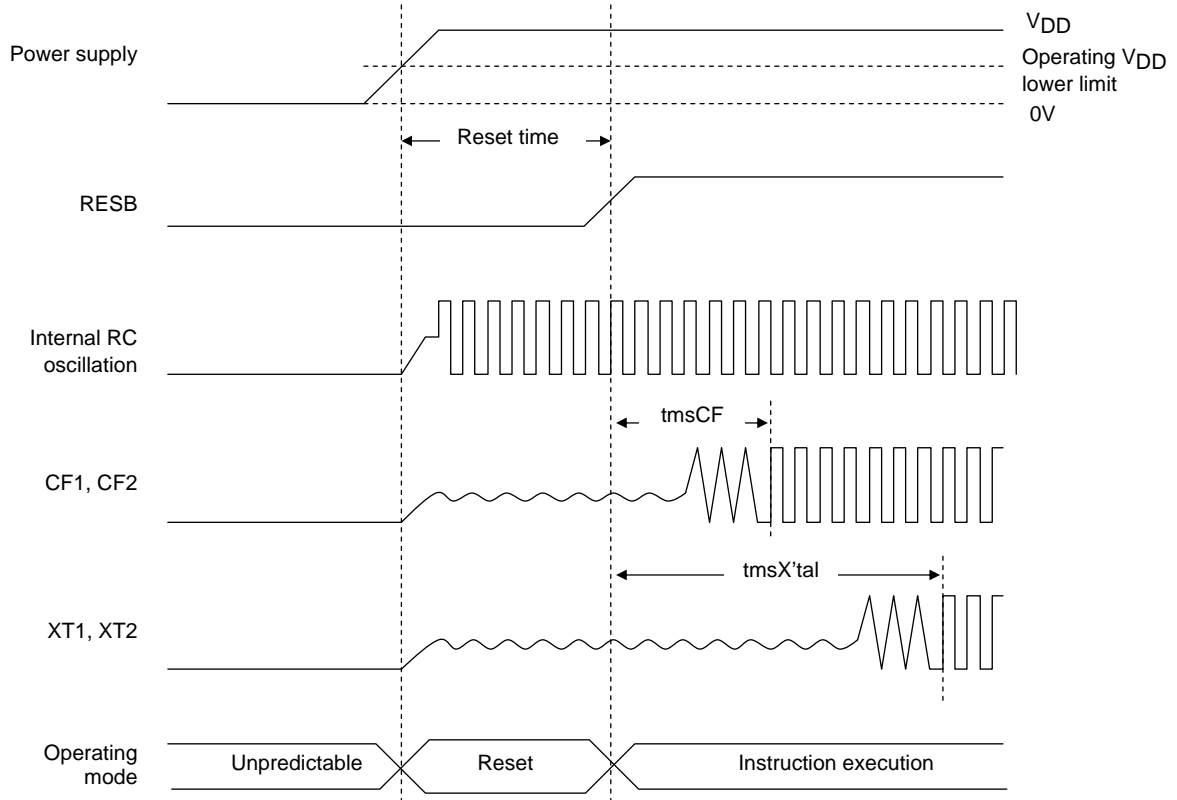 VDD
Power supply
Operating VDD
lower limit
0V
Reset time
RESB
Internal RC
oscillation
tmsCF
CF1, CF2
tmsX'tal
XT1, XT2
Operating
mode
Unpredictable
Reset
Instruction execution